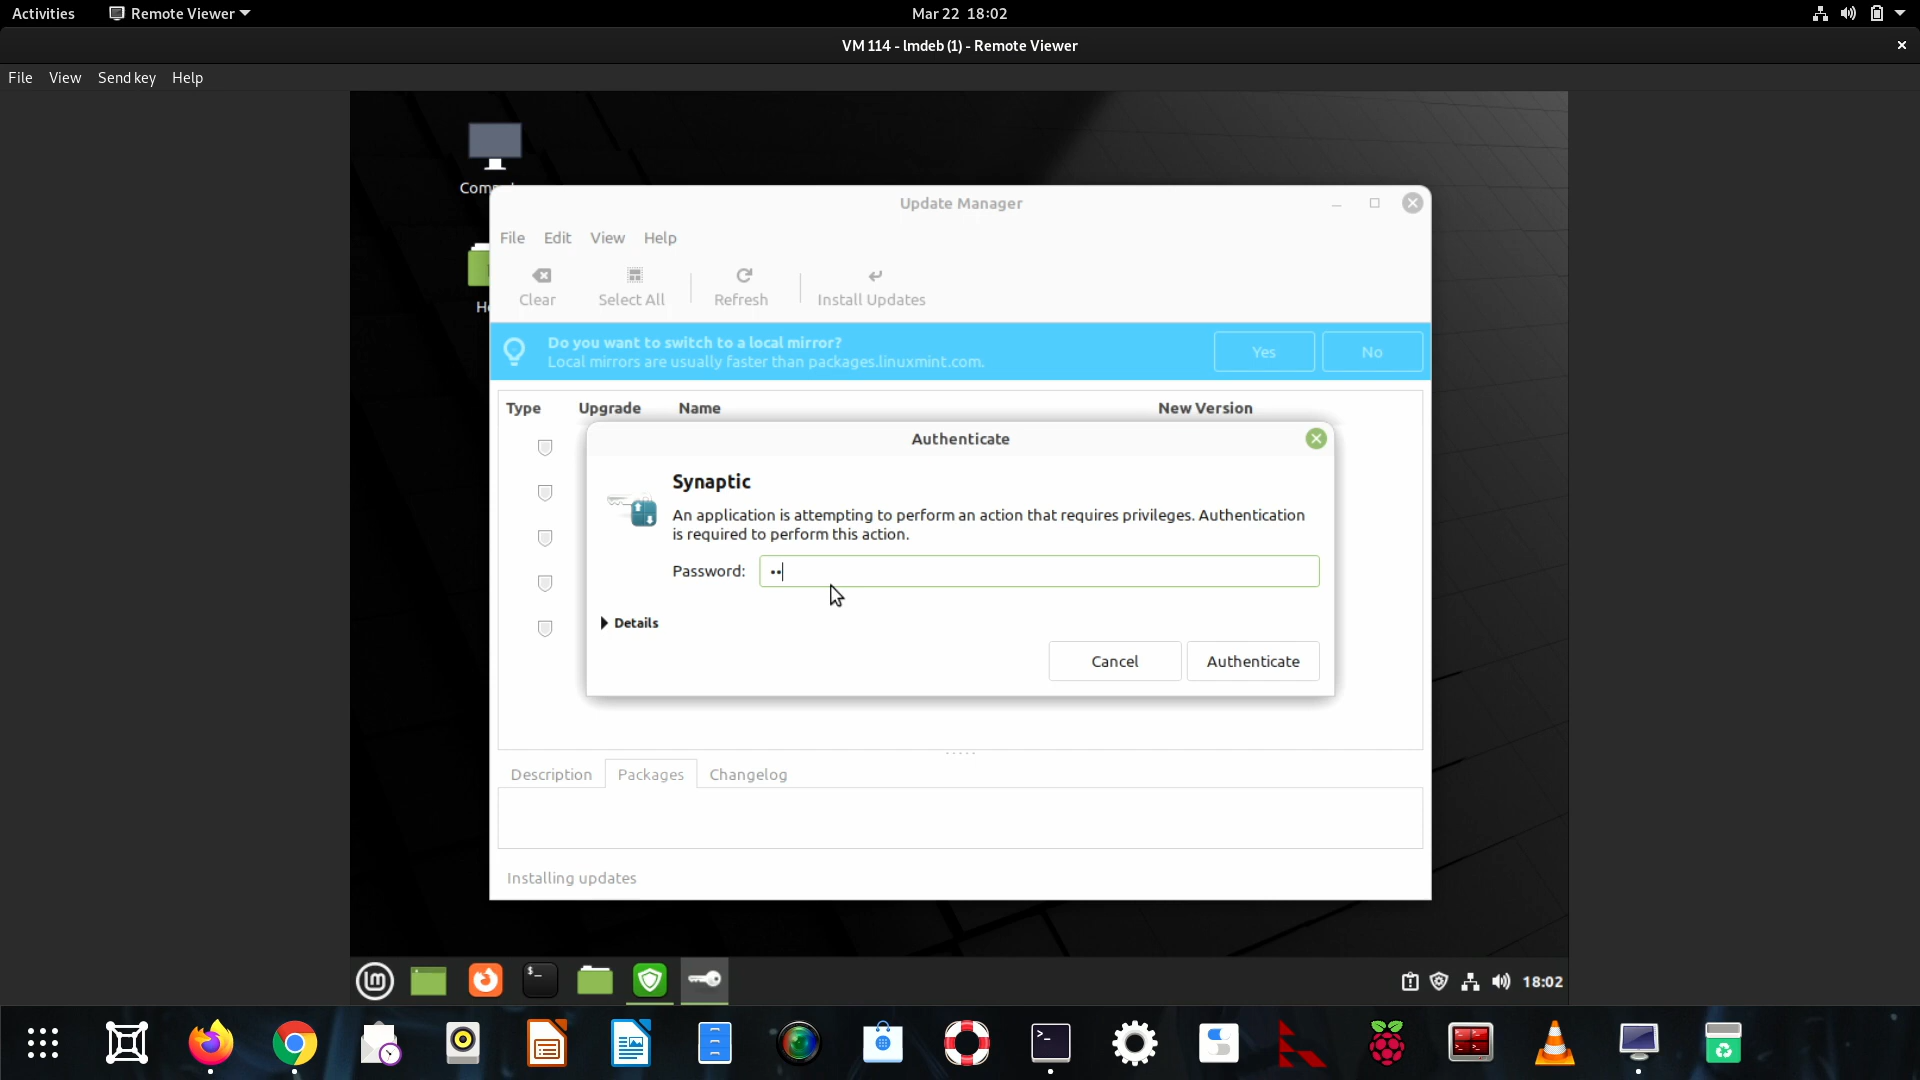 Activities Remote Viewer Mar 22 18:02
VM 114 - lmdeb (1) - Remote Viewer
File View Send key Help
Update Manager
File Edit View Help
Clear Select All Refresh Install Updates
Do you want to switch to a local mirror?
Local mirrors are usually faster than packages.linuxmint.com.
Yes No
Type Upgrade Name New Version
Authenticate
Synaptic
An application is attempting to perform an action that requires privileges. Authentication
is required to perform this action.
Password: ••
Details
Cancel Authenticate
Description Packages Changelog
Installing updates
18:02